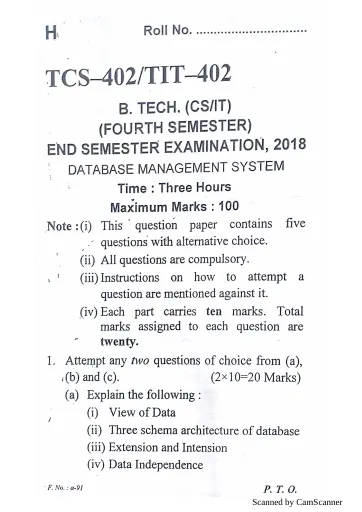 H
Roll No. ................................
TCS–402/TIT–402
B. TECH. (CS/IT)
(FOURTH SEMESTER)
END SEMESTER EXAMINATION, 2018
DATABASE MANAGEMENT SYSTEM
Time : Three Hours
Maximum Marks : 100
Note :(i) This question paper contains five
questions with alternative choice.
(ii) All questions are compulsory.
(iii) Instructions on how to attempt a
question are mentioned against it.
(iv) Each part carries ten marks. Total
marks assigned to each question are
twenty.
1. Attempt any two questions of choice from (a),
(b) and (c). (2×10=20 Marks)
(a) Explain the following :
(i) View of Data
(ii) Three schema architecture of database
(iii) Extension and Intension
(iv) Data Independence
F. No. : a-91
P. T. O.
Scanned by CamScanner